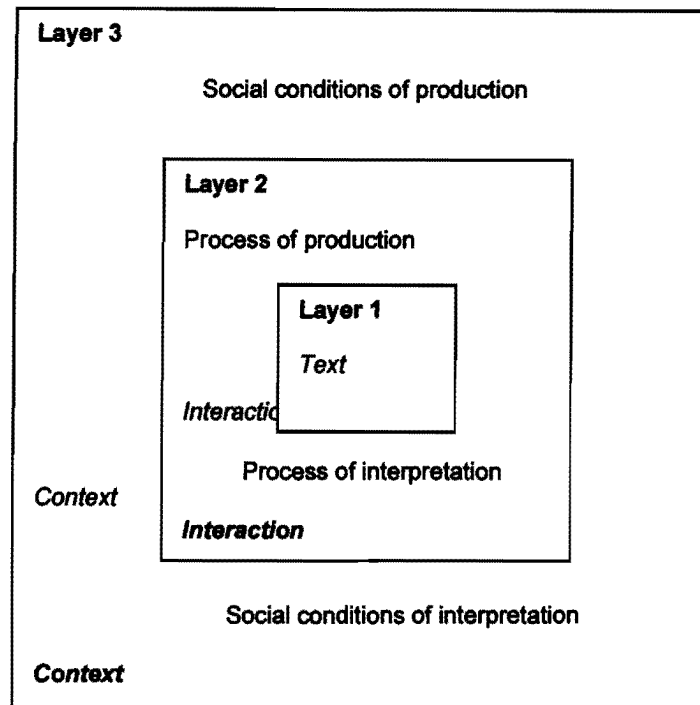 Layer 3
Social conditions of production
Layer 2
Process of production
Layer 1
Text
Interactio
Process of interpretation
Context
Interaction
Social conditions of interpretation
Context